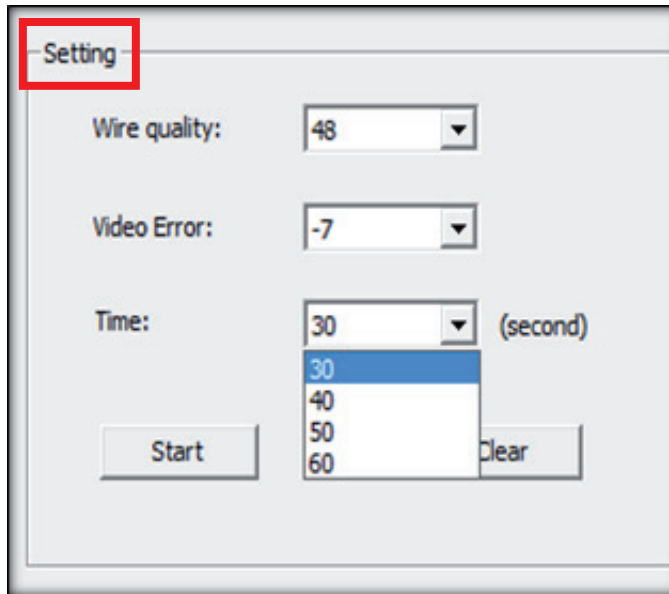 Setting
Wire quality: 48
Video Error: -7
Time: 30 (second)
30
40
50
60
Start Clear